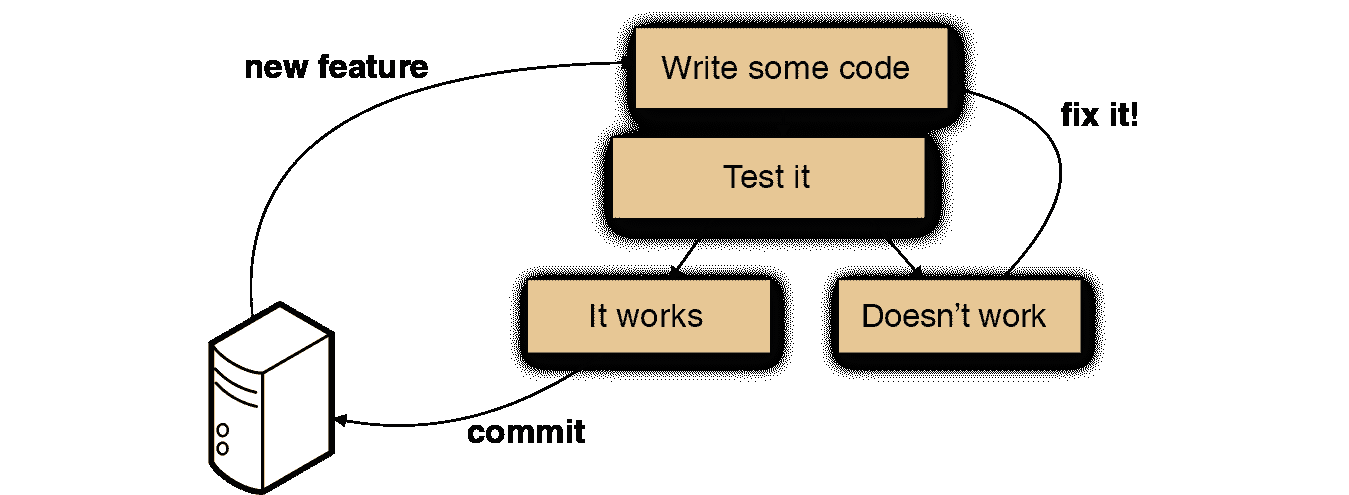 new feature
Write some code
fix it!
Test it
It works
Doesn’t work
commit